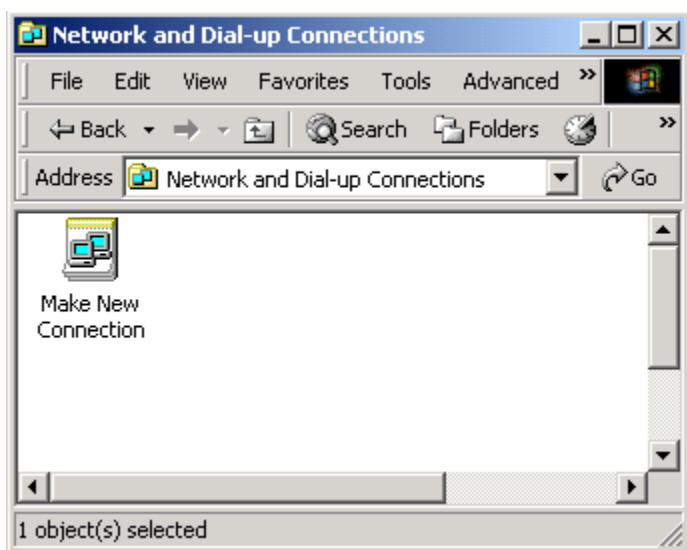 Network and Dial-up Connections
File Edit View Favorites Tools Advanced »
Back Search Folders »
Address Network and Dial-up Connections Go
Make New
Connection
1 object(s) selected